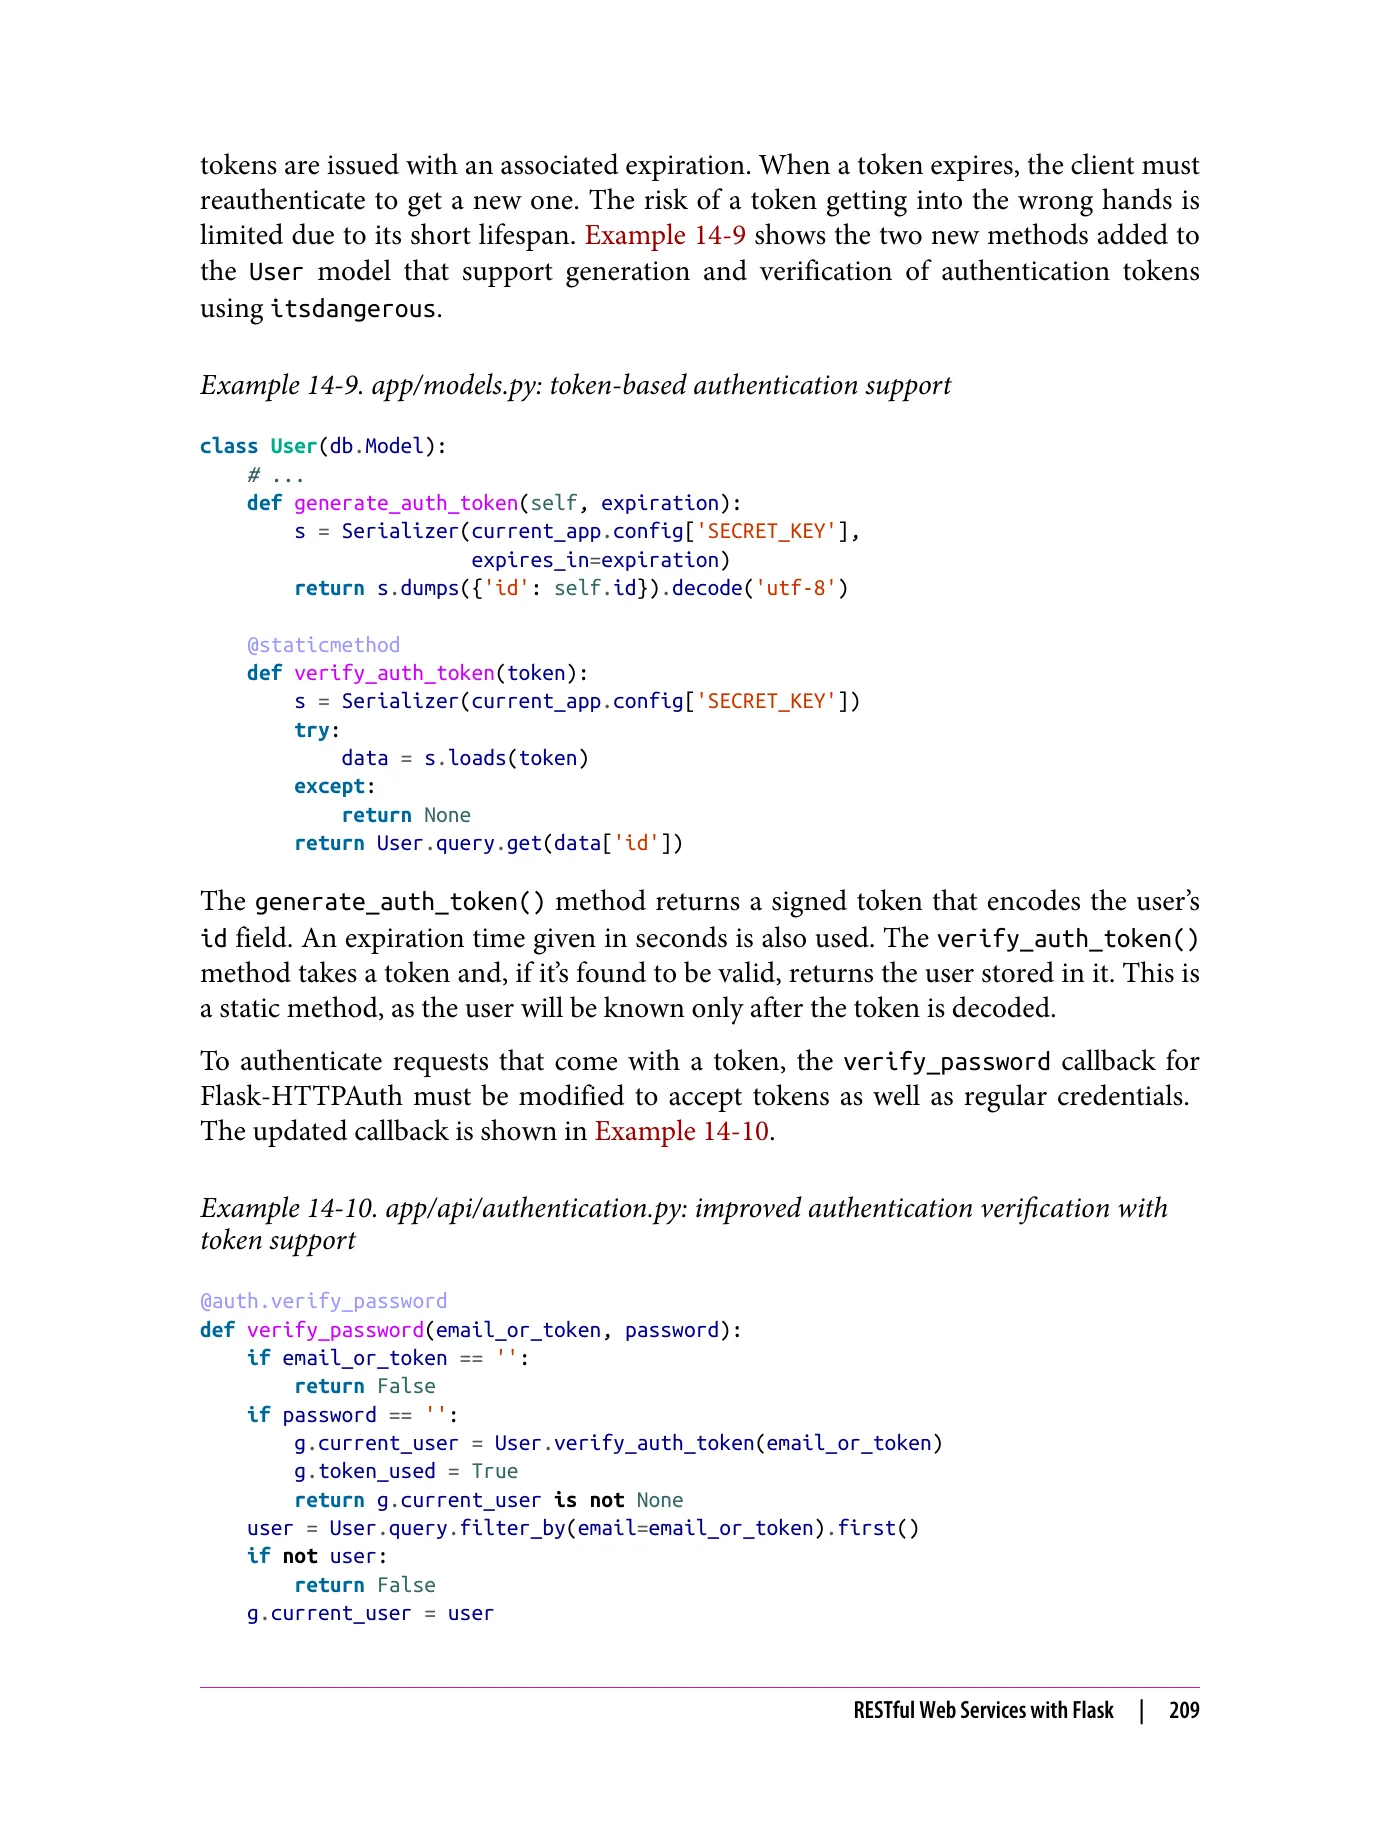 tokens are issued with an associated expiration. When a token expires, the client must
reauthenticate to get a new one. The risk of a token getting into the wrong hands is
limited due to its short lifespan. Example 14-9 shows the two new methods added to
the User model that support generation and verification of authentication tokens
using itsdangerous.
Example 14-9. app/models.py: token-based authentication support
class User(db.Model):
    # ...
    def generate_auth_token(self, expiration):
        s = Serializer(current_app.config['SECRET_KEY'],
                       expires_in=expiration)
        return s.dumps({'id': self.id}).decode('utf-8')
    @staticmethod
    def verify_auth_token(token):
        s = Serializer(current_app.config['SECRET_KEY'])
        try:
            data = s.loads(token)
        except:
            return None
        return User.query.get(data['id'])
The generate_auth_token() method returns a signed token that encodes the user’s
id field. An expiration time given in seconds is also used. The verify_auth_token()
method takes a token and, if it’s found to be valid, returns the user stored in it. This is
a static method, as the user will be known only after the token is decoded.
To authenticate requests that come with a token, the verify_password callback for
Flask-HTTPAuth must be modified to accept tokens as well as regular credentials.
The updated callback is shown in Example 14-10.
Example 14-10. app/api/authentication.py: improved authentication verification with
token support
@auth.verify_password
def verify_password(email_or_token, password):
    if email_or_token == '':
        return False
    if password == '':
        g.current_user = User.verify_auth_token(email_or_token)
        g.token_used = True
        return g.current_user is not None
    user = User.query.filter_by(email=email_or_token).first()
    if not user:
        return False
    g.current_user = user
RESTful Web Services with Flask | 209